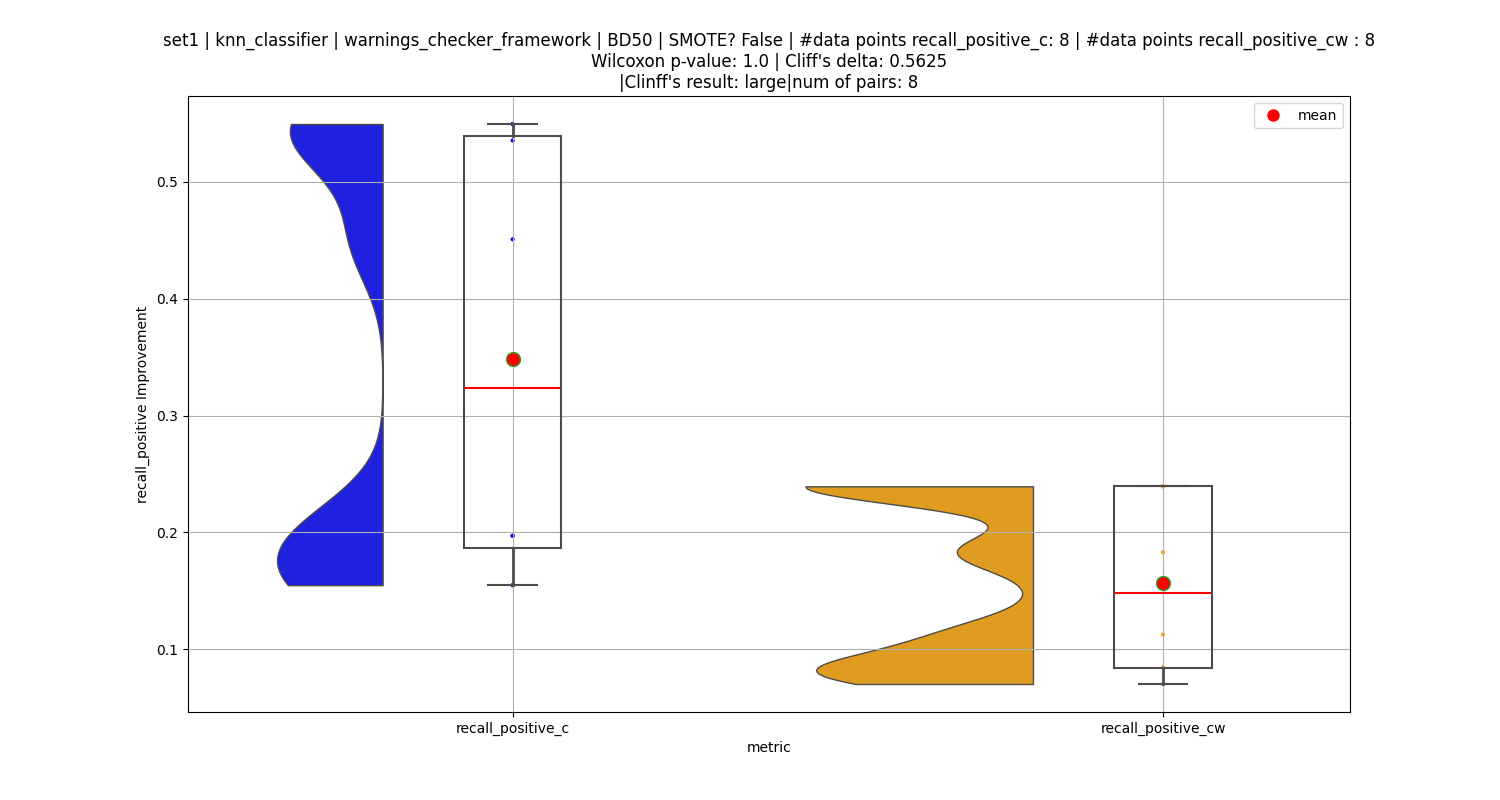 set1 | knn_classifier | warnings_checker_framework | BD50 | SMOTE? False | #data points recall_positive_c: 8 | #data points recall_positive_cw : 8
Wilcoxon p-value: 1.0 | Cliff's delta: 0.5625
|Clinff's result: large|num of pairs: 8
mean
recall_positive Improvement
0.5
0.4
0.3
0.2
0.1
recall_positive_c
recall_positive_cw
metric